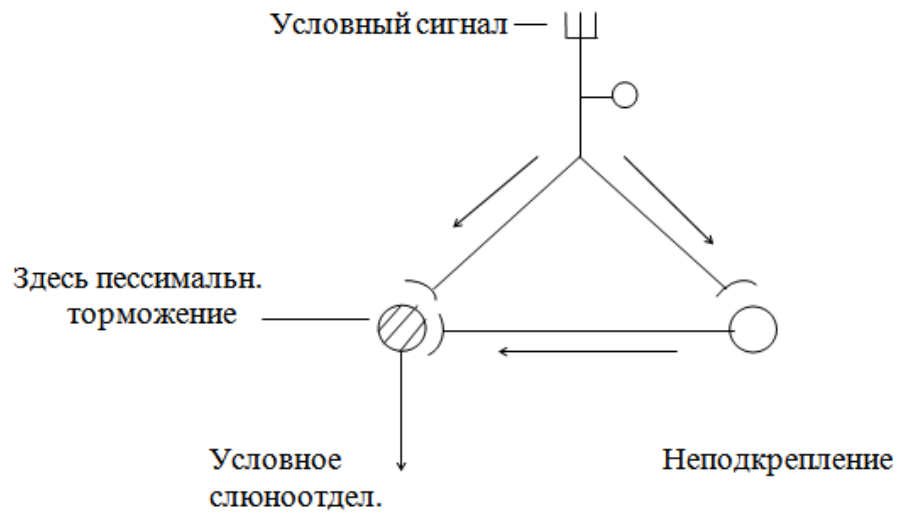 Условный сигнал
Здесь пессимальн.
торможение
Условное
слюноотдел.
Неподкрепление